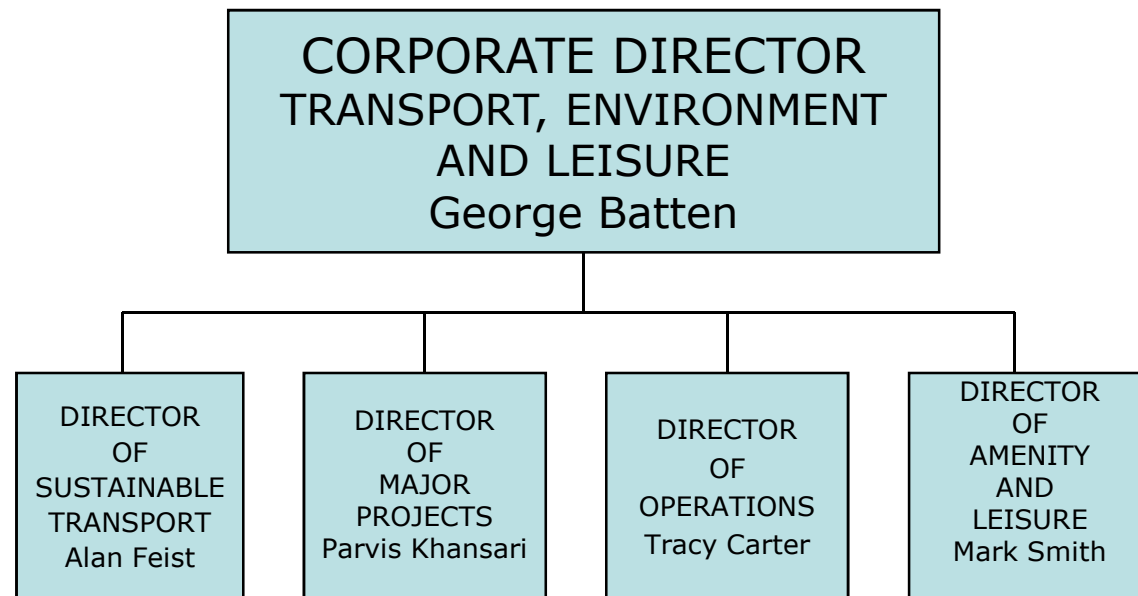 CORPORATE DIRECTOR
TRANSPORT, ENVIRONMENT
AND LEISURE
George Batten
DIRECTOR
OF
SUSTAINABLE
TRANSPORT
Alan Feist
DIRECTOR
OF
MAJOR
PROJECTS
Parvis Khansari
DIRECTOR
OF
OPERATIONS
Tracy Carter
DIRECTOR
OF
AMENITY
AND
LEISURE
Mark Smith